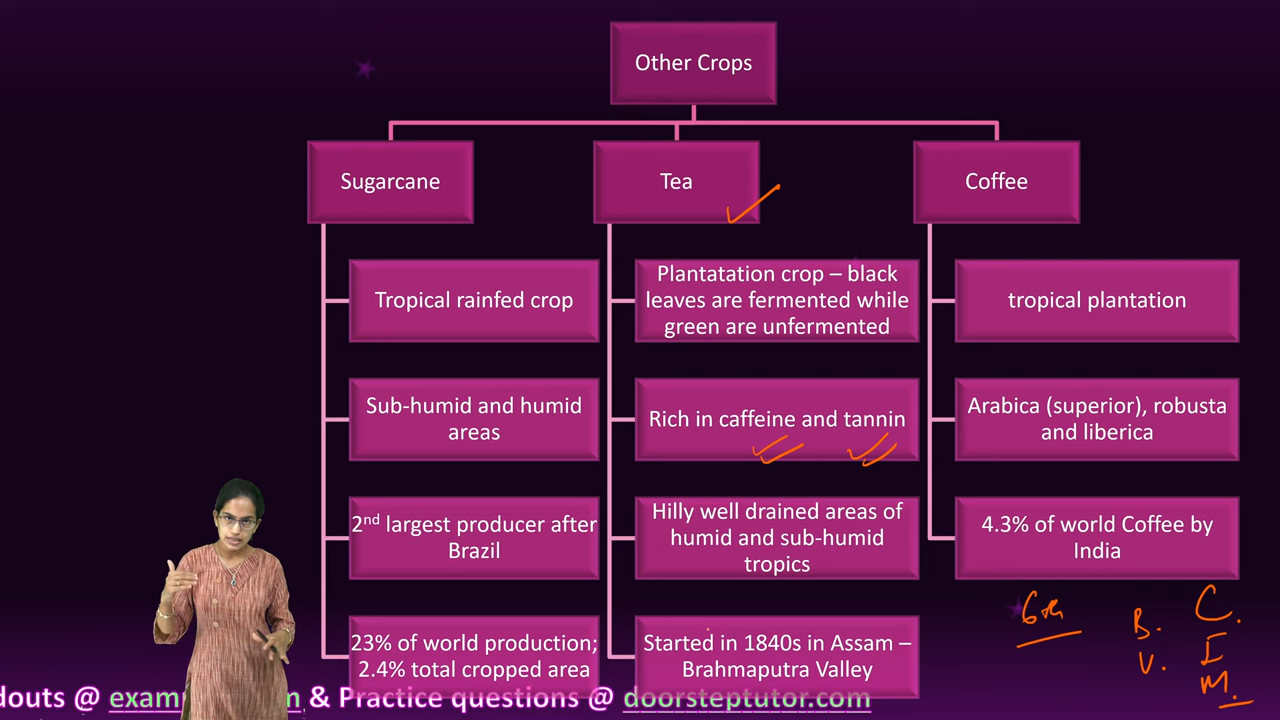 Other Crops
Sugarcane
Tropical rainfed crop
Sub-humid and humid
areas
2nd largest producer after
Brazil
23% of world production;
2.4% total cropped area
Tea
Plantatation crop – black
leaves are fermented while
green are unfermented
Rich in caffeine and tannin
Hilly well drained areas of
humid and sub-humid
tropics
Started in 1840s in Assam –
Brahmaputra Valley
Coffee
tropical plantation
Arabica (superior), robusta
and liberica
4.3% of world Coffee by
India
B. C.
V. I
M.
douts @ & Practice questions @ doorsteptutor.com